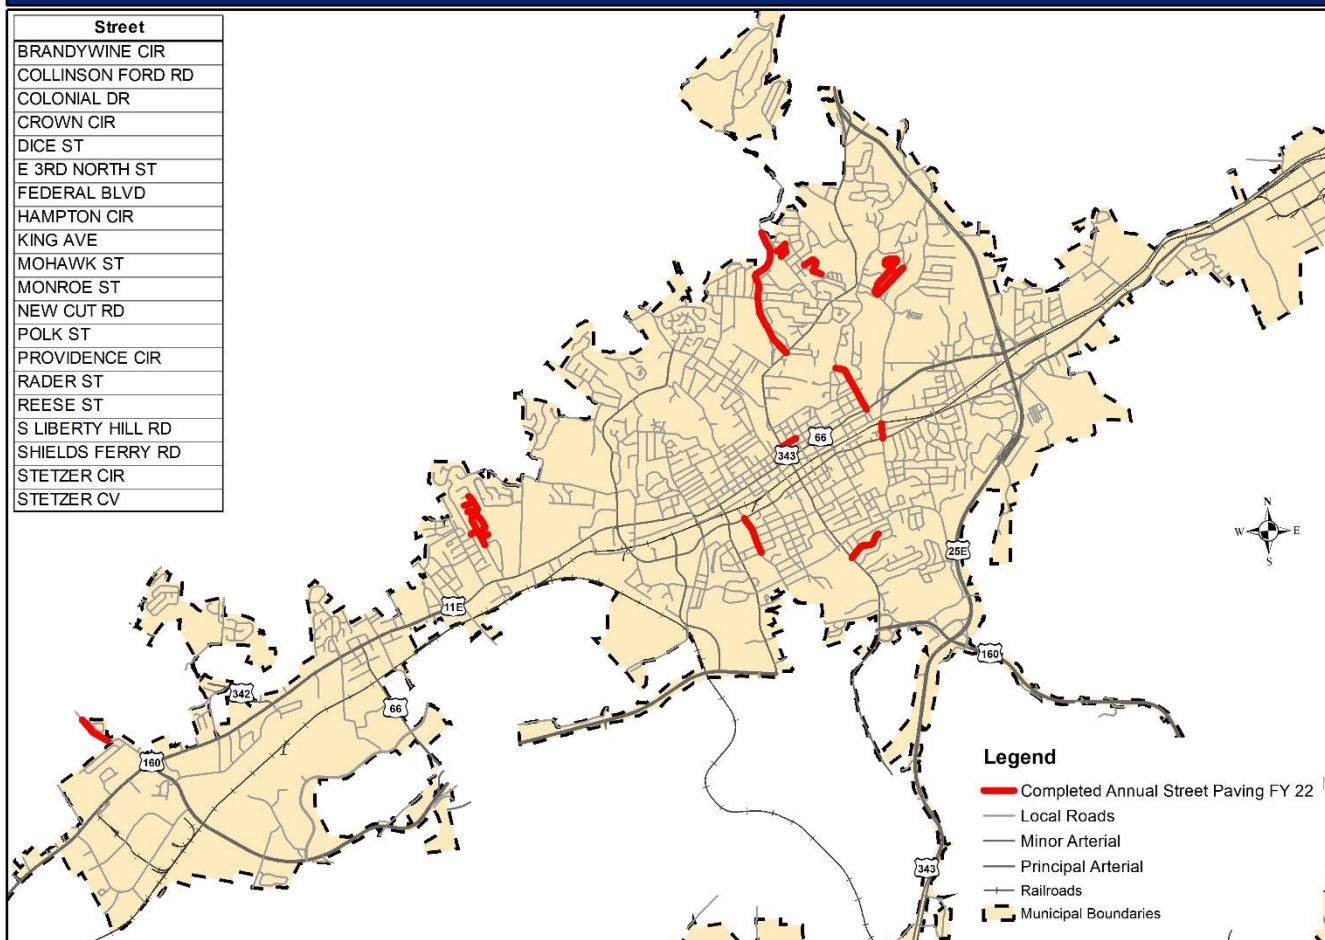 Street
BRANDYWINE CIR
COLLINSON FORD RD
COLONIAL DR
CROWN CIR
DICE ST
E 3RD NORTH ST
FEDERAL BLVD
HAMPTON CIR
KING AVE
MOHAWK ST
MONROE ST
NEW CUT RD
POLK ST
PROVIDENCE CIR
RADER ST
REESE ST
S LIBERTY HILL RD
SHIELDS FERRY RD
STETZER CIR
STETZER CV
66
343
N
W E
S
25E
11E
160
342
66
160
343
Legend
Completed Annual Street Paving FY 22
Local Roads
Minor Arterial
Principal Arterial
Railroads
Municipal Boundaries